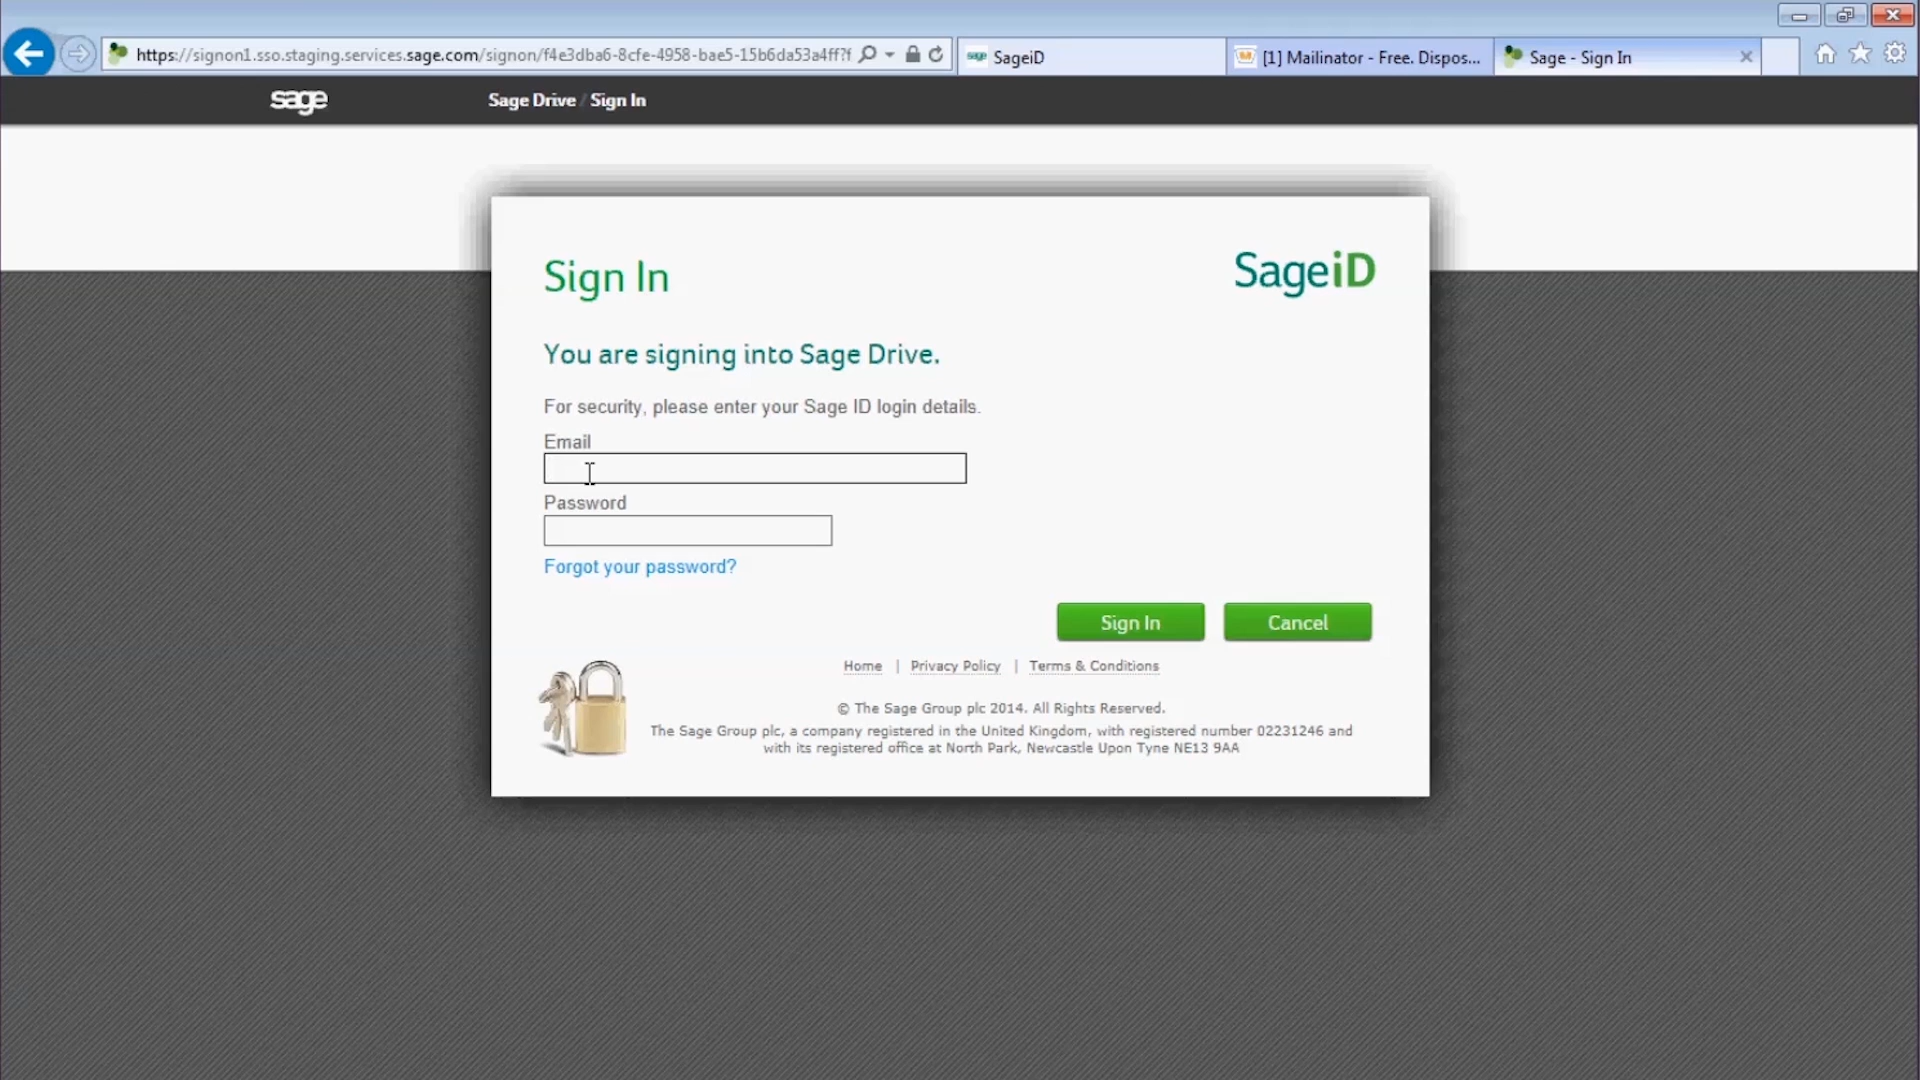 https://signon1.sso.staging.services.sage.com/signon/f4e3dba6-8cfe-4958-bae5-15b6da53a4ff?f
sage SageiD
[1] Mailinator - Free. Dispos...
Sage - Sign In
sage
Sage Drive / Sign In
Sign In
SageiD
You are signing into Sage Drive.
For security, please enter your Sage ID login details.
Email
Password
Forgot your password?
Sign In
Cancel
Home | Privacy Policy | Terms & Conditions
© The Sage Group plc 2014. All Rights Reserved.
The Sage Group plc, a company registered in the United Kingdom, with registered number 02231246 and
with its registered office at North Park, Newcastle Upon Tyne NE13 9AA